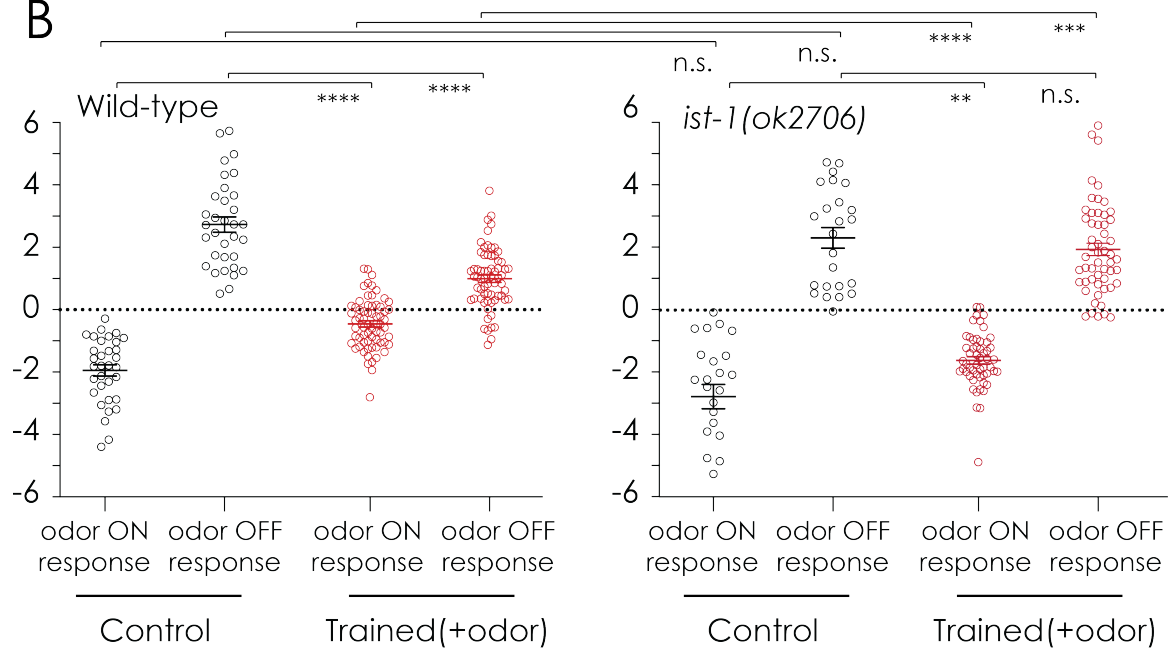 B
***
****
n.s.
n.s.
**** ****
** n.s.
Wild-type
ist-1(ok2706)
6
4
2
0
-2
-4
-6
6
4
2
0
-2
-4
-6
odor ON
response
odor OFF
response
odor ON
response
odor OFF
response
Control
Trained(+odor)
odor ON
response
odor OFF
response
odor ON
response
odor OFF
response
Control
Trained(+odor)